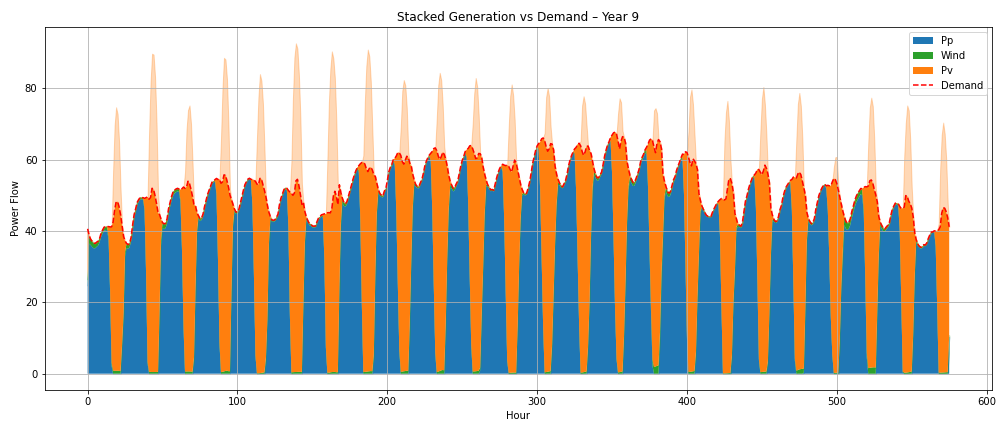 Stacked Generation vs Demand – Year 9
Pp
Wind
Pv
Demand
Power Flow
80
60
40
20
0
0 100 200 300 400 500 600
Hour